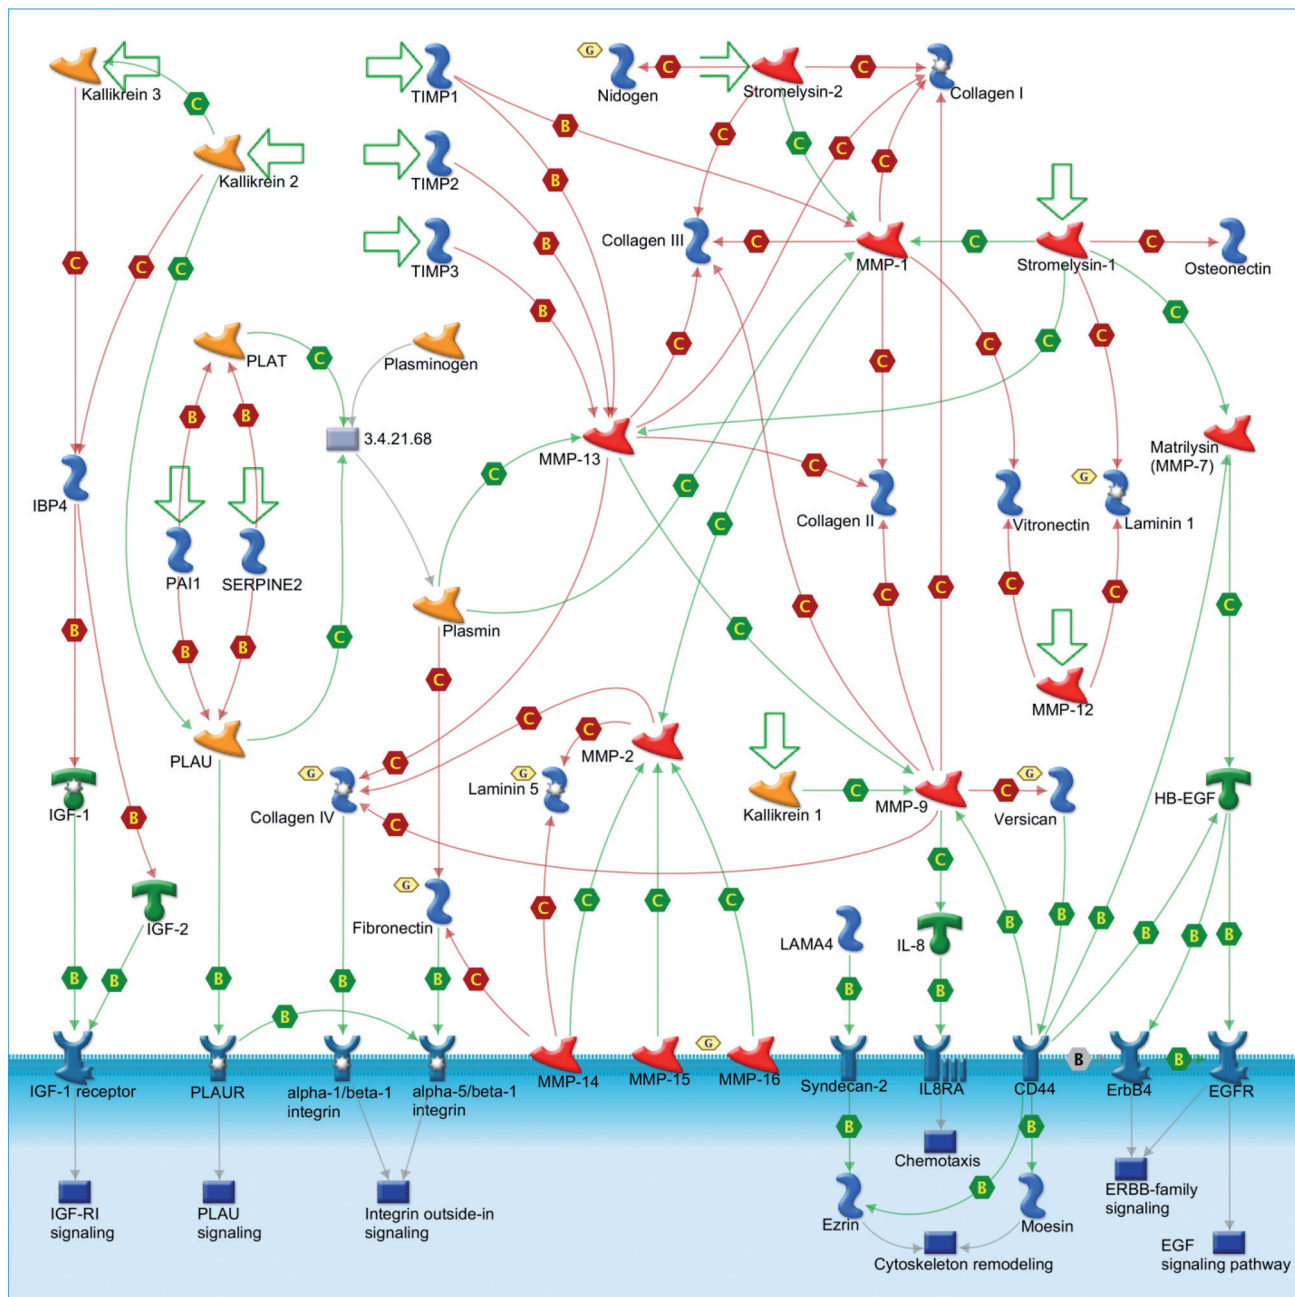 Kallikrein 3
C
Kallikrein 2
TIMP1
TIMP2
TIMP3
B
B
B
B
G
Nidogen
C
Stromelysin-2
C
Collagen I
C
C
C
C
Collagen III
C
MMP-1
C
Stromelysin-1
C
Osteonectin
C
C
C
PLAT
C
Plasminogen
C
C
C
C
C
C
B
B
3.4.21.68
MMP-13
C
C
Matrilysin
(MMP-7)
IBP4
G
C
Collagen II
Vitronectin
Laminin 1
C
PAI1
SERPINE2
C
C
C
C
C
C
Plasmin
B
B
B
C
C
C
MMP-12
PLAU
C
C
MMP-2
G
G
G
IGF-1
Collagen IV
C
Laminin 5
Kallikrein 1
C
MMP-9
C
Versican
HB-EGF
B
C
C
G
IGF-2
Fibronectin
C
C
C
C
LAMA4
IL-8
B
B
B
B
B
B
B
B
B
B
B
C
B
B
B
G
B
B
IGF-1 receptor
PLAUR
alpha-1/beta-1
integrin
alpha-5/beta-1
integrin
MMP-14
MMP-15
MMP-16
Syndecan-2
IL8RA
CD44
ErbB4
EGFR
B
B
Chemotaxis
B
IGF-RI
signaling
PLAU
signaling
Integrin outside-in
signaling
Ezrin
Moesin
ERBB-family
signaling
Cytoskeleton remodeling
EGF
signaling pathway